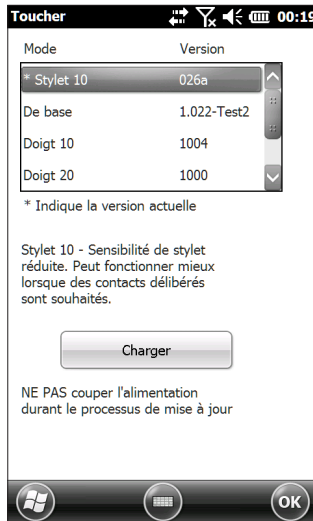 Toucher 00:19
Mode Version
* Stylet 10 026a
De base 1.022-Test2
Doigt 10 1004
Doigt 20 1000
* Indique la version actuelle
Stylet 10 - Sensibilité de stylet
réduite. Peut fonctionner mieux
lorsque des contacts délibérés
sont souhaités.
Charger
NE PAS couper l'alimentation
durant le processus de mise à jour
OK